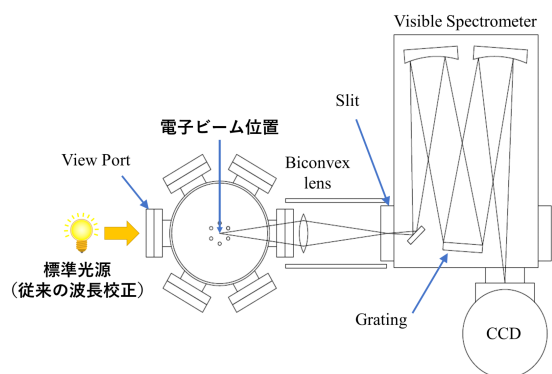 Visible Spectrometer
Slit
電子ビーム位置
Biconvex
lens
View Port
標準光源
（従来の波長校正）
Grating
CCD